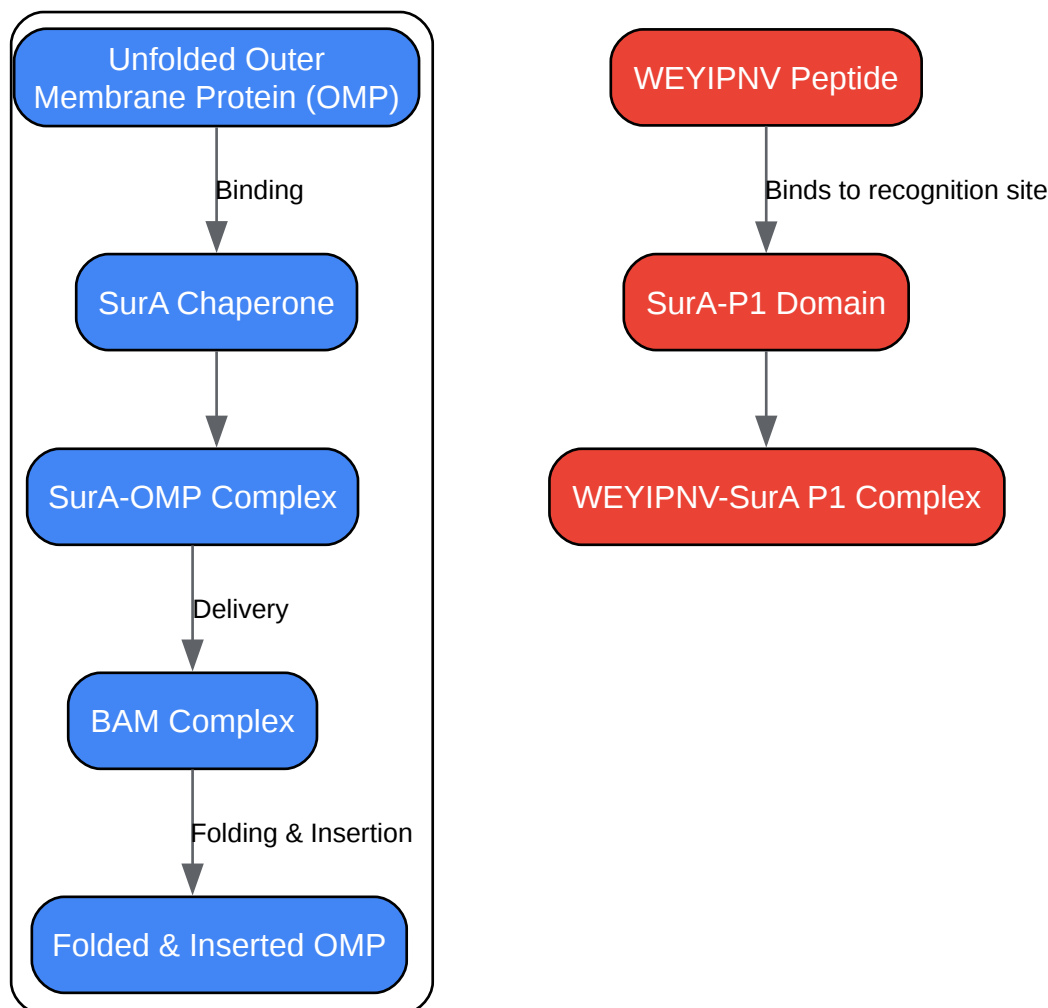 Unfolded Outer
Membrane Protein (OMP)
Binding
SurA Chaperone
SurA-OMP Complex
Delivery
BAM Complex
Folding & Insertion
Folded & Inserted OMP
WEYIPNV Peptide
Binds to recognition site
SurA-P1 Domain
WEYIPNV-SurA P1 Complex